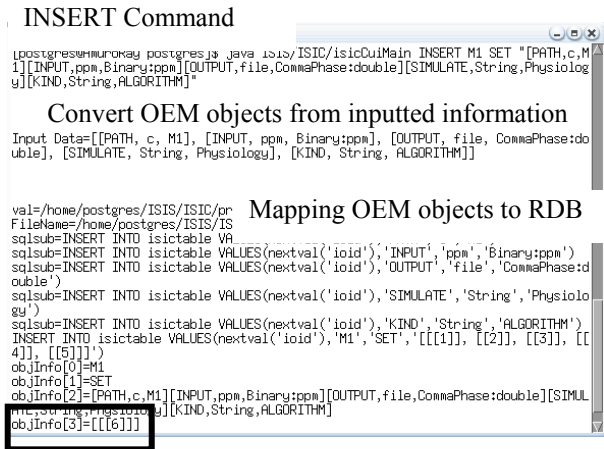 INSERT Command
[postgres@HmuroRay postgres]$ java ISIS/ISIC/isicCuiMain INSERT M1 SET "[PATH,c,M
1][INPUT,ppm,Binary:ppm][OUTPUT,file,CommaPhase:double][SIMULATE,String,Physiolog
y][KIND,String,ALGORITHM]"
Convert OEM objects from inputted information
Input Data=[[PATH, c, M1], [INPUT, ppm, Binary:ppm], [OUTPUT, file, CommaPhase:do
uble], [SIMULATE, String, Physiology], [KIND, String, ALGORITHM]]
Mapping OEM objects to RDB
val=/home/postgres/ISIS/ISIC/pr
FileName=/home/postgres/ISIS/IS
sqlsub=INSERT INTO isictable VA
sqlsub=INSERT INTO isictable VALUES(nextval('ioid'),'INPUT','ppm','Binary:ppm')
sqlsub=INSERT INTO isictable VALUES(nextval('ioid'),'OUTPUT','file','CommaPhase:d
ouble')
sqlsub=INSERT INTO isictable VALUES(nextval('ioid'),'SIMULATE','String','Physiolo
gy')
sqlsub=INSERT INTO isictable VALUES(nextval('ioid'),'KIND','String','ALGORITHM')
INSERT INTO isictable VALUES(nextval('ioid'),'M1','SET','[[[1]], [[2]], [[3]], [[
4]], [[5]]]')
objInfo[0]=M1
objInfo[1]=SET
objInfo[2]=[PATH,c,M1][INPUT,ppm,Binary:ppm][OUTPUT,file,CommaPhase:double][SIMUL
ATE,String,Physiology][KIND,String,ALGORITHM]
objInfo[3]=[[[6]]]